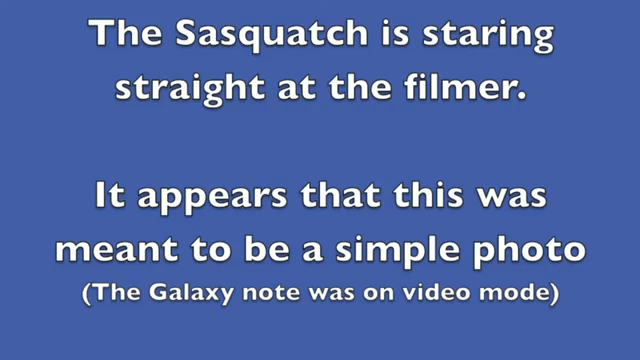 The Sasquatch is staring
straight at the filmer.
It appears that this was
meant to be a simple photo
(The Galaxy note was on video mode)